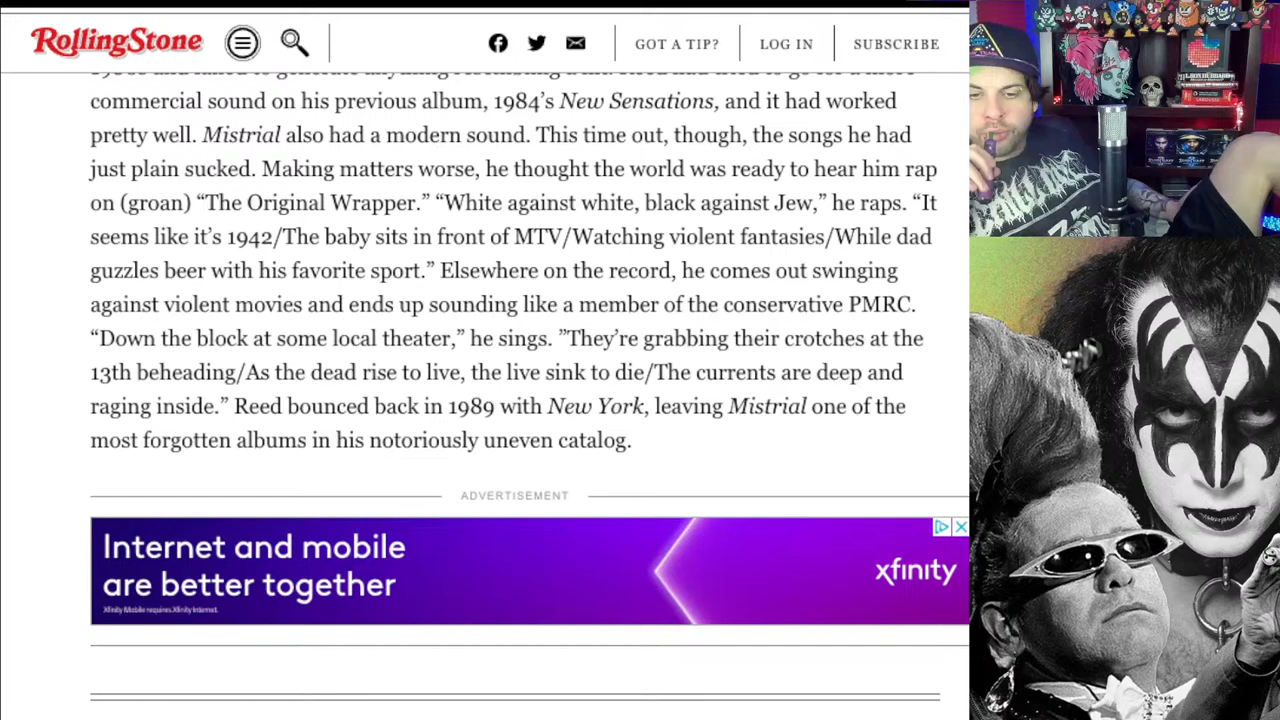 RollingStone
GOT A TIP?
LOG IN
SUBSCRIBE
commercial sound on his previous album, 1984’s New Sensations, and it had worked
pretty well. Mistrial also had a modern sound. This time out, though, the songs he had
just plain sucked. Making matters worse, he thought the world was ready to hear him rap
on (groan) “The Original Wrapper.” “White against white, black against Jew,” he raps. “It
seems like it’s 1942/The baby sits in front of MTV/Watching violent fantasies/While dad
guzzles beer with his favorite sport.” Elsewhere on the record, he comes out swinging
against violent movies and ends up sounding like a member of the conservative PMRC.
“Down the block at some local theater,” he sings. ”They’re grabbing their crotches at the
13th beheading/As the dead rise to live, the live sink to die/The currents are deep and
raging inside.” Reed bounced back in 1989 with New York, leaving Mistrial one of the
most forgotten albums in his notoriously uneven catalog.
ADVERTISEMENT
Internet and mobile
are better together
Xfinity Mobile requires Xfinity Internet.
xfinity